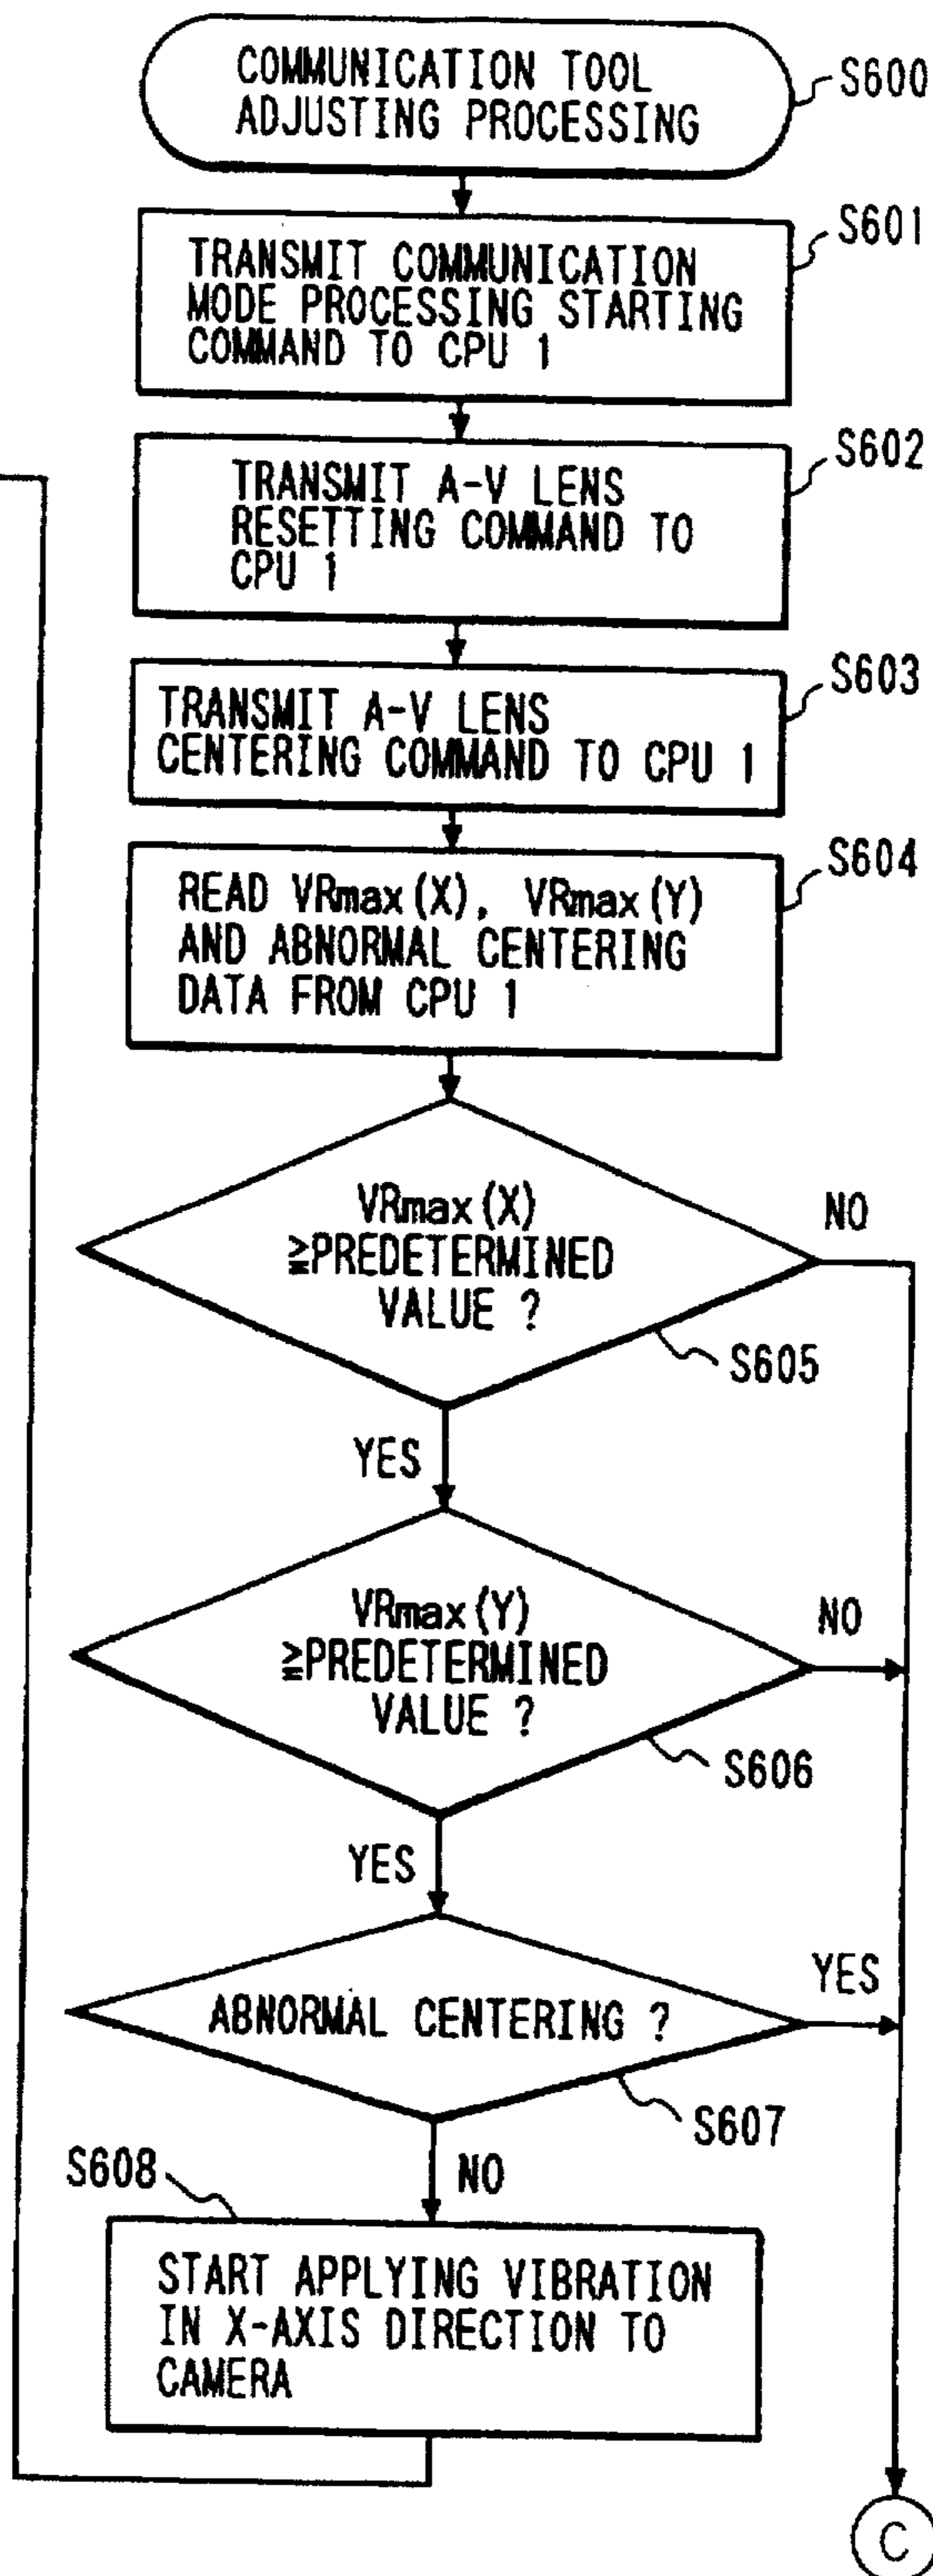 COMMUNICATION TOOL
ADJUSTING PROCESSING
S600
S601
TRANSMIT COMMUNICATION
MODE PROCESSING STARTING
COMMAND TO CPU 1
S602
TRANSMIT A-V LENS
RESETTING COMMAND TO
CPU 1
S603
TRANSMIT A-V LENS
CENTERING COMMAND TO CPU 1
S604
READ VRmax(X), VRmax(Y)
AND ABNORMAL CENTERING
DATA FROM CPU 1
VRmax(X)
≧PREDETERMINED
VALUE ?
NO
S605
YES
VRmax(Y)
≧PREDETERMINED
VALUE ?
NO
S606
YES
ABNORMAL CENTERING ?
YES
S607
NO
S608
START APPLYING VIBRATION
IN X-AXIS DIRECTION TO
CAMERA
C